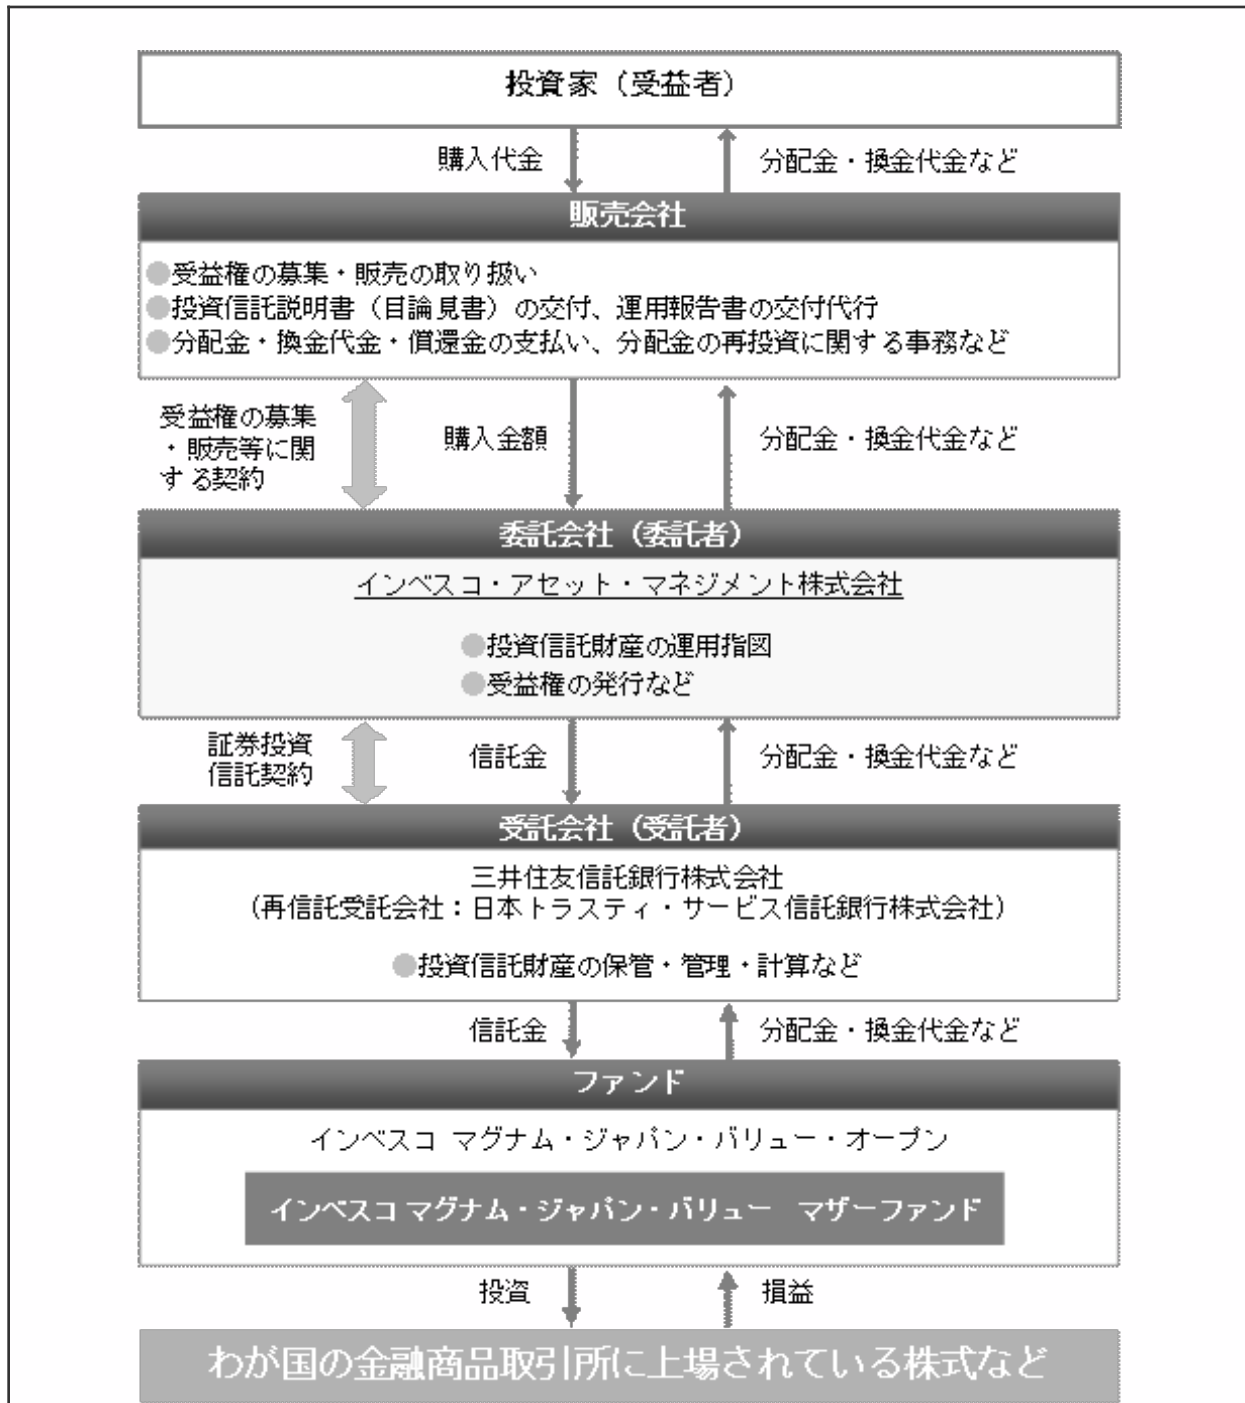 投資家（受益者）
購入代金
分配金・換金代金など
販売会社
●受益権の募集・販売の取り扱い
●投資信託説明書（目論見書）の交付、運用報告書の交付代行
●分配金・換金代金・償還金の支払い、分配金の再投資に関する事務など
受益権の募集
・販売等に関
する契約
購入金額
分配金・換金代金など
委託会社（委託者）
インベスコ・アセット・マネジメント株式会社
●投資信託財産の運用指図
●受益権の発行など
証券投資
信託契約
信託金
分配金・換金代金など
受託会社（受託者）
三井住友信託銀行株式会社
（再信託受託会社：日本トラスティ・サービス信託銀行株式会社）
●投資信託財産の保管・管理・計算など
信託金
分配金・換金代金など
ファンド
インベスコ マグナム・ジャパン・バリュー・オープン
インベスコ マグナム・ジャパン・バリュー マザーファンド
投資
損益
わが国の金融商品取引所に上場されている株式など